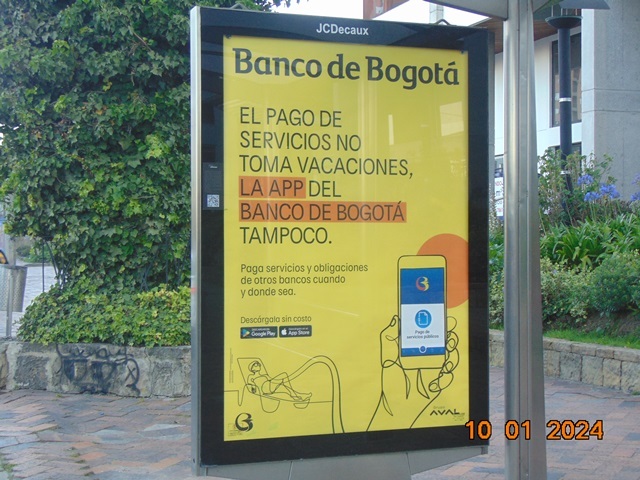 JCDecaux
Banco de Bogotá
EL PAGO DE
SERVICIOS NO
TOMA VACACIONES,
LA APP DEL
BANCO DE BOGOTÁ
TAMPOCO.
Paga servicios y obligaciones
de otros bancos cuando
y donde sea.
Descárgala sin costo
Google Play
App Store
Pago de
servicios públicos
AVAL
10 01 2024